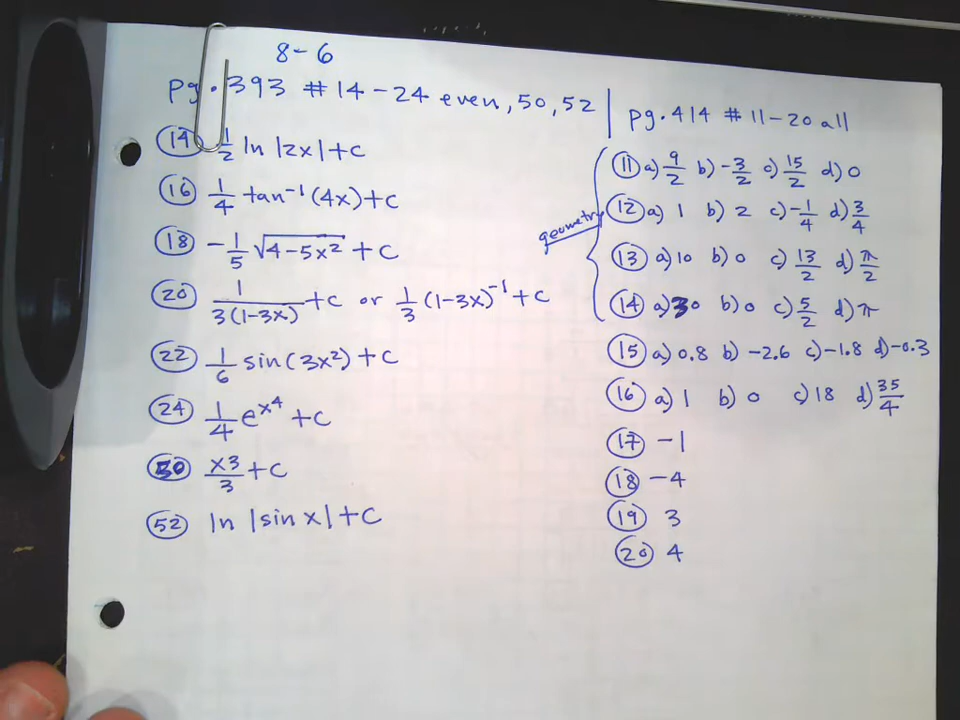 8-6
pg. 393 #14-24 even, 50, 52
(14) 1/2 ln |2x| + C
(16) 1/4 tan⁻¹(4x) + C
(18) -1/5 √(4-5x²) + C
(20) 1/(3(1-3x)) + C or 1/3 (1-3x)⁻¹ + C
(22) 1/6 sin(3x²) + C
(24) 1/4 e^x⁴ + C
(50) x³/3 + C
(52) ln |sin x| + C
pg. 414 #11-20 all
geometry
(11) a) 9/2 b) -3/2 c) 15/2 d) 0
(12) a) 1 b) 2 c) -1/4 d) 3/4
(13) a) 10 b) 0 c) 13/2 d) π/2
(14) a) 30 b) 0 c) 5/2 d) π
(15) a) 0.8 b) -2.6 c) -1.8 d) -0.3
(16) a) 1 b) 0 c) 18 d) 35/4
(17) -1
(18) -4
(19) 3
(20) 4